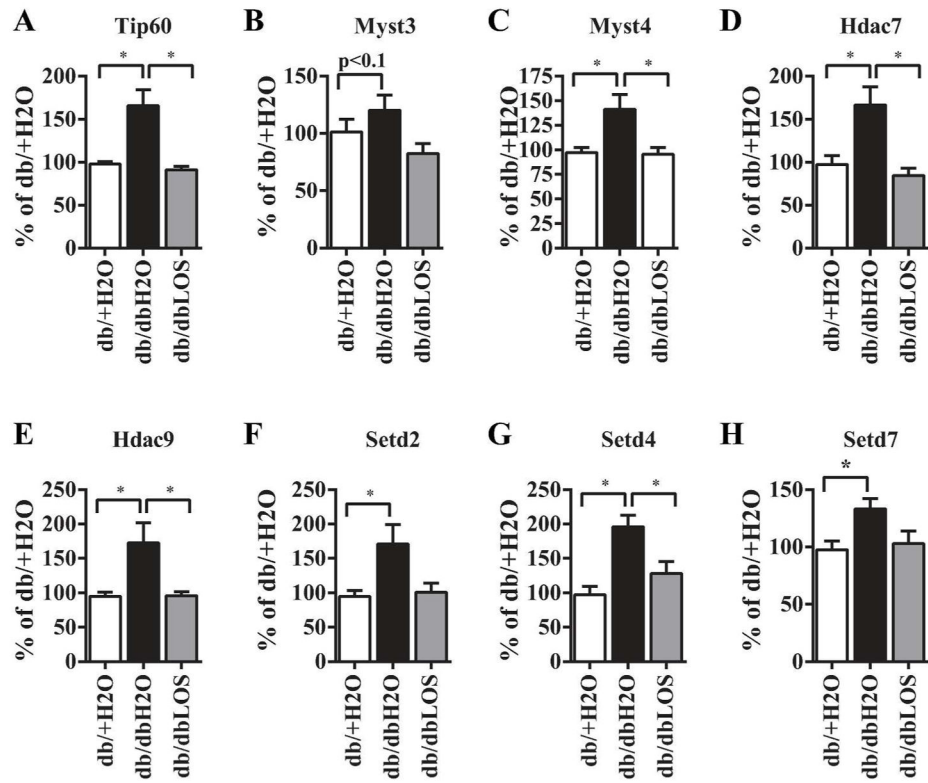 A Tip60
% of db/+H2O
200
150
100
50
0
* *
db/+H2O
db/dbH2O
db/dbLOS
B Myst3
% of db/+H2O
150
100
50
0
p<0.1
db/+H2O
db/dbH2O
db/dbLOS
C Myst4
% of db/+H2O
175
150
125
100
75
50
25
0
* *
db/+H2O
db/dbH2O
db/dbLOS
D Hdac7
% of db/+H2O
200
150
100
50
0
* *
db/+H2O
db/dbH2O
db/dbLOS
E Hdac9
% of db/+H2O
250
200
150
100
50
0
* *
db/+H2O
db/dbH2O
db/dbLOS
F Setd2
% of db/+H2O
250
200
150
100
50
0
*
db/+H2O
db/dbH2O
db/dbLOS
G Setd4
% of db/+H2O
250
200
150
100
50
0
* *
db/+H2O
db/dbH2O
db/dbLOS
H Setd7
% of db/+H2O
150
100
50
0
*
db/+H2O
db/dbH2O
db/dbLOS